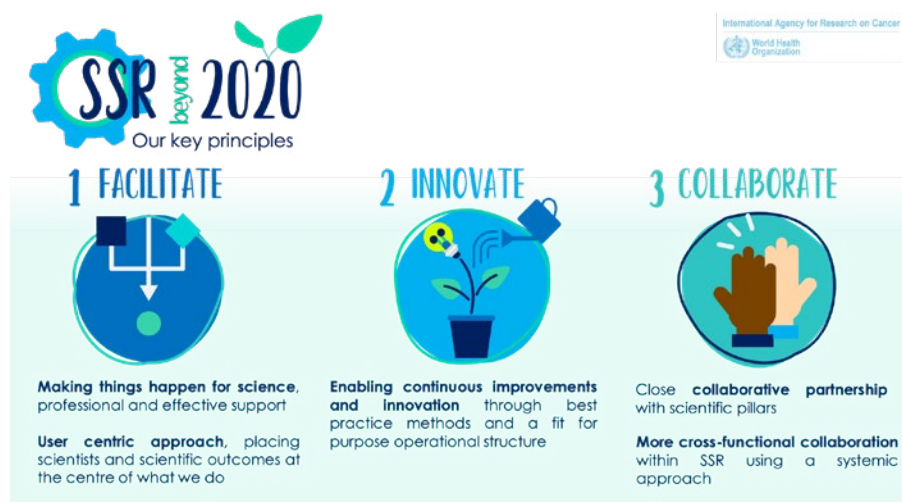 International Agency for Research on Cancer
World Health
Organization
SSR beyond 2020
Our key principles
1 FACILITATE
Making things happen for science,
professional and effective support
User centric approach, placing
scientists and scientific outcomes at
the centre of what we do
2 INNOVATE
Enabling continuous improvements
and innovation through best
practice methods and a fit for
purpose operational structure
3 COLLABORATE
Close collaborative partnership
with scientific pillars
More cross-functional collaboration
within SSR using a systemic
approach